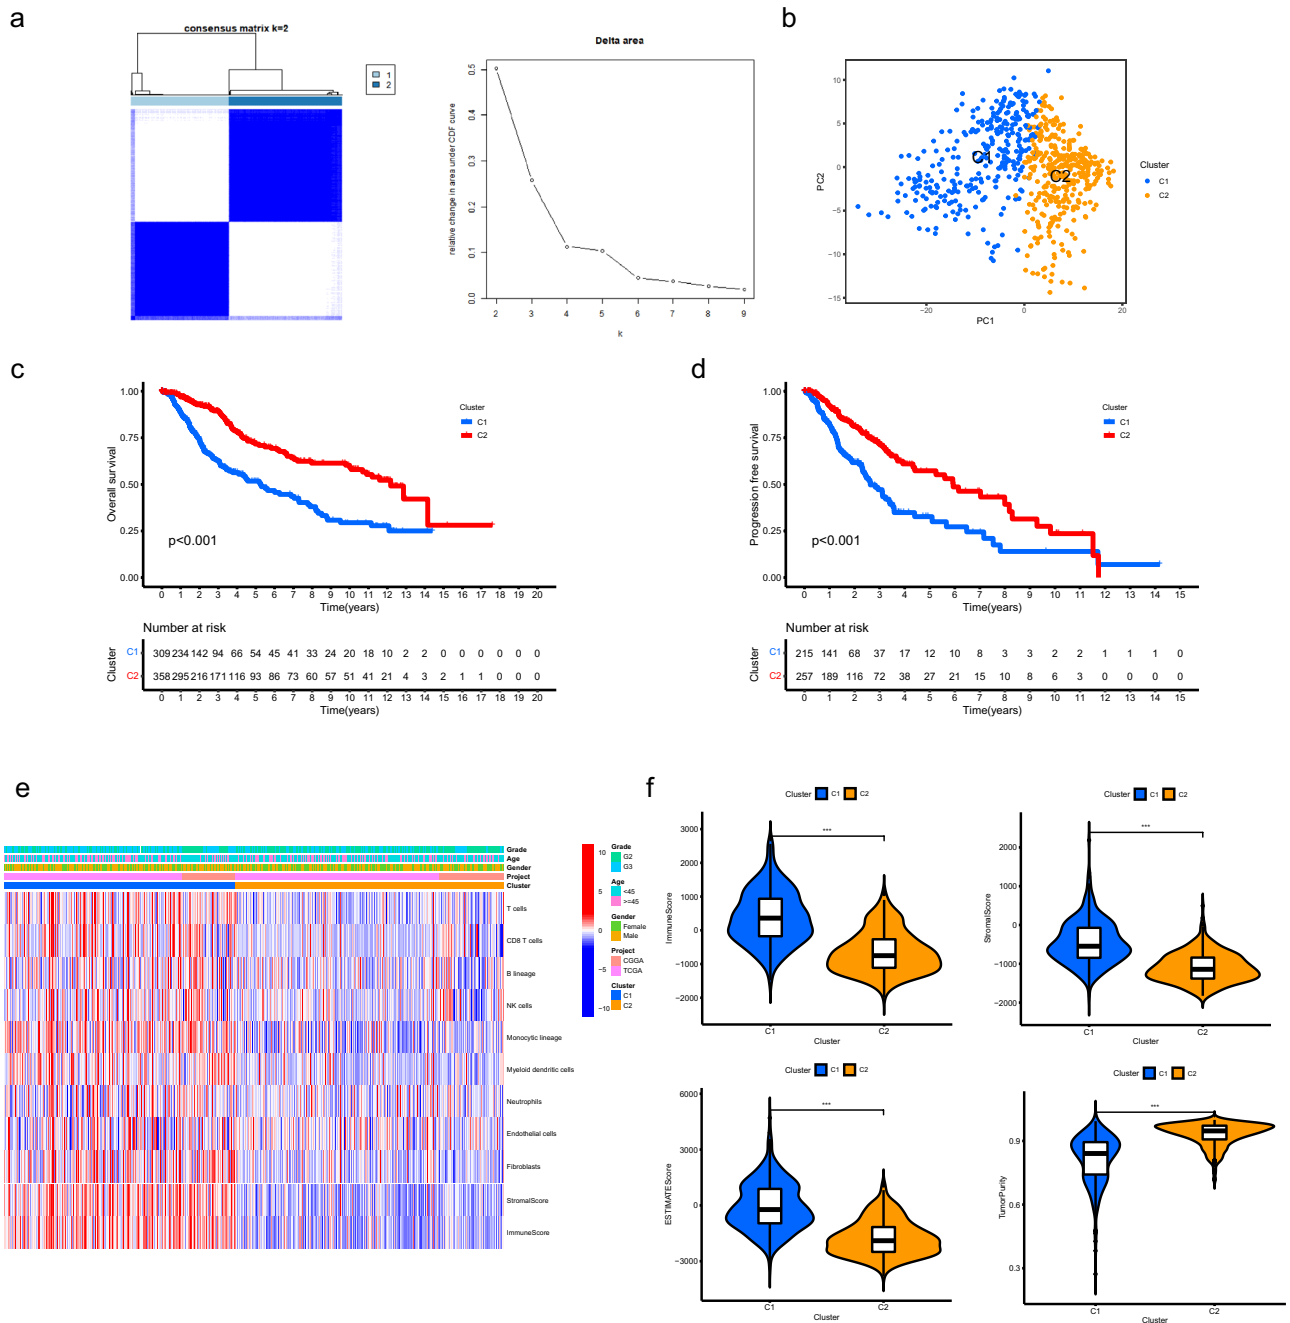 a
consensus matrix k=2
1
2
Delta area
relative change in area under CDF curve
0.5
0.4
0.3
0.2
0.1
0.0
2 3 4 5 6 7 8 9
k
b
PC2
10
5
0
−5
−10
−15
C1
C2
−20 0 20
PC1
Cluster
C1
C2
c
Overall survival
1.00
0.75
0.50
0.25
0.00
Cluster
C1
C2
p<0.001
0 1 2 3 4 5 6 7 8 9 10 11 12 13 14 15 16 17 18 19 20
Time(years)
Number at risk
Cluster
C1 309 234 142 94 66 54 45 41 33 24 20 18 10 2 2 0 0 0 0 0 0
C2 358 295 216 171 116 93 86 73 60 57 51 41 21 4 3 2 1 1 0 0 0
0 1 2 3 4 5 6 7 8 9 10 11 12 13 14 15 16 17 18 19 20
Time(years)
d
Progression free survival
1.00
0.75
0.50
0.25
0.00
Cluster
C1
C2
p<0.001
0 1 2 3 4 5 6 7 8 9 10 11 12 13 14 15
Time(years)
Number at risk
Cluster
C1 215 141 68 37 17 12 10 8 3 3 2 2 1 1 1 0
C2 257 189 116 72 38 27 21 15 10 8 6 3 0 0 0 0
0 1 2 3 4 5 6 7 8 9 10 11 12 13 14 15
Time(years)
e
Grade
Age
Gender
Project
Cluster
T cells
CD8 T cells
B lineage
NK cells
Monocytic lineage
Myeloid dendritic cells
Neutrophils
Endothelial cells
Fibroblasts
StromalScore
ImmuneScore
10
5
0
−5
−10
Grade
G2
G3
Age
<45
>=45
Gender
Female
Male
Project
CGGA
TCGA
Cluster
C1
C2
f
Cluster C1 C2
ImmuneScore
3000
2000
1000
0
−1000
−2000
***
C1 C2
Cluster
Cluster C1 C2
StromalScore
2000
1000
0
−1000
−2000
***
C1 C2
Cluster
Cluster C1 C2
ESTIMATEScore
6000
3000
0
−3000
***
C1 C2
Cluster
Cluster C1 C2
TumorPurity
0.9
0.6
0.3
***
C1 C2
Cluster